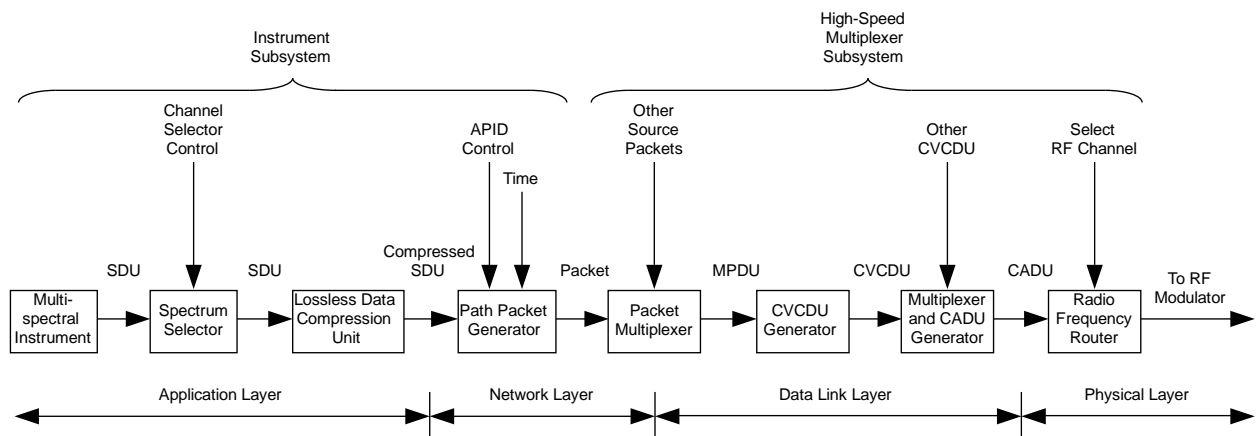 Instrument
Subsystem
High-Speed
Multiplexer
Subsystem
Channel
Selector
Control
APID
Control
Time
Other
Source
Packets
Other
CVCDU
Select
RF Channel
SDU
SDU
Compressed
SDU
Packet
MPDU
CVCDU
CADU
To RF
Modulator
Multi-
spectral
Instrument
Spectrum
Selector
Lossless Data
Compression
Unit
Path Packet
Generator
Packet
Multiplexer
CVCDU
Generator
Multiplexer
and CADU
Generator
Radio
Frequency
Router
Application Layer
Network Layer
Data Link Layer
Physical Layer